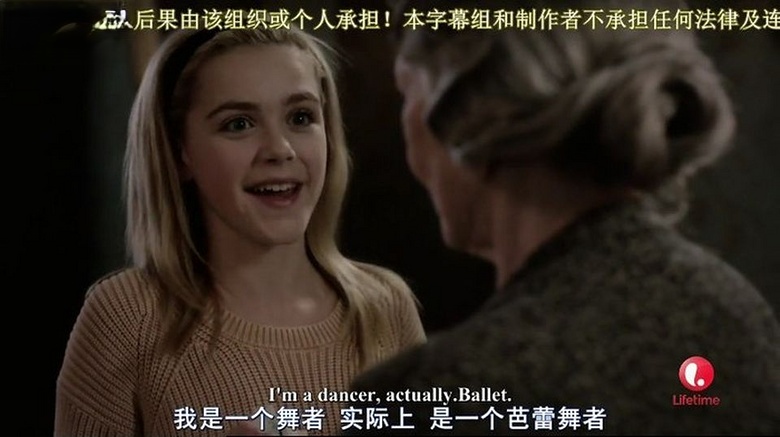 人后果由该组织或个人承担！本字幕组和制作者不承担任何法律及连
I'm a dancer, actually.Ballet.
我是一个舞者 实际上 是一个芭蕾舞者
Lifetime